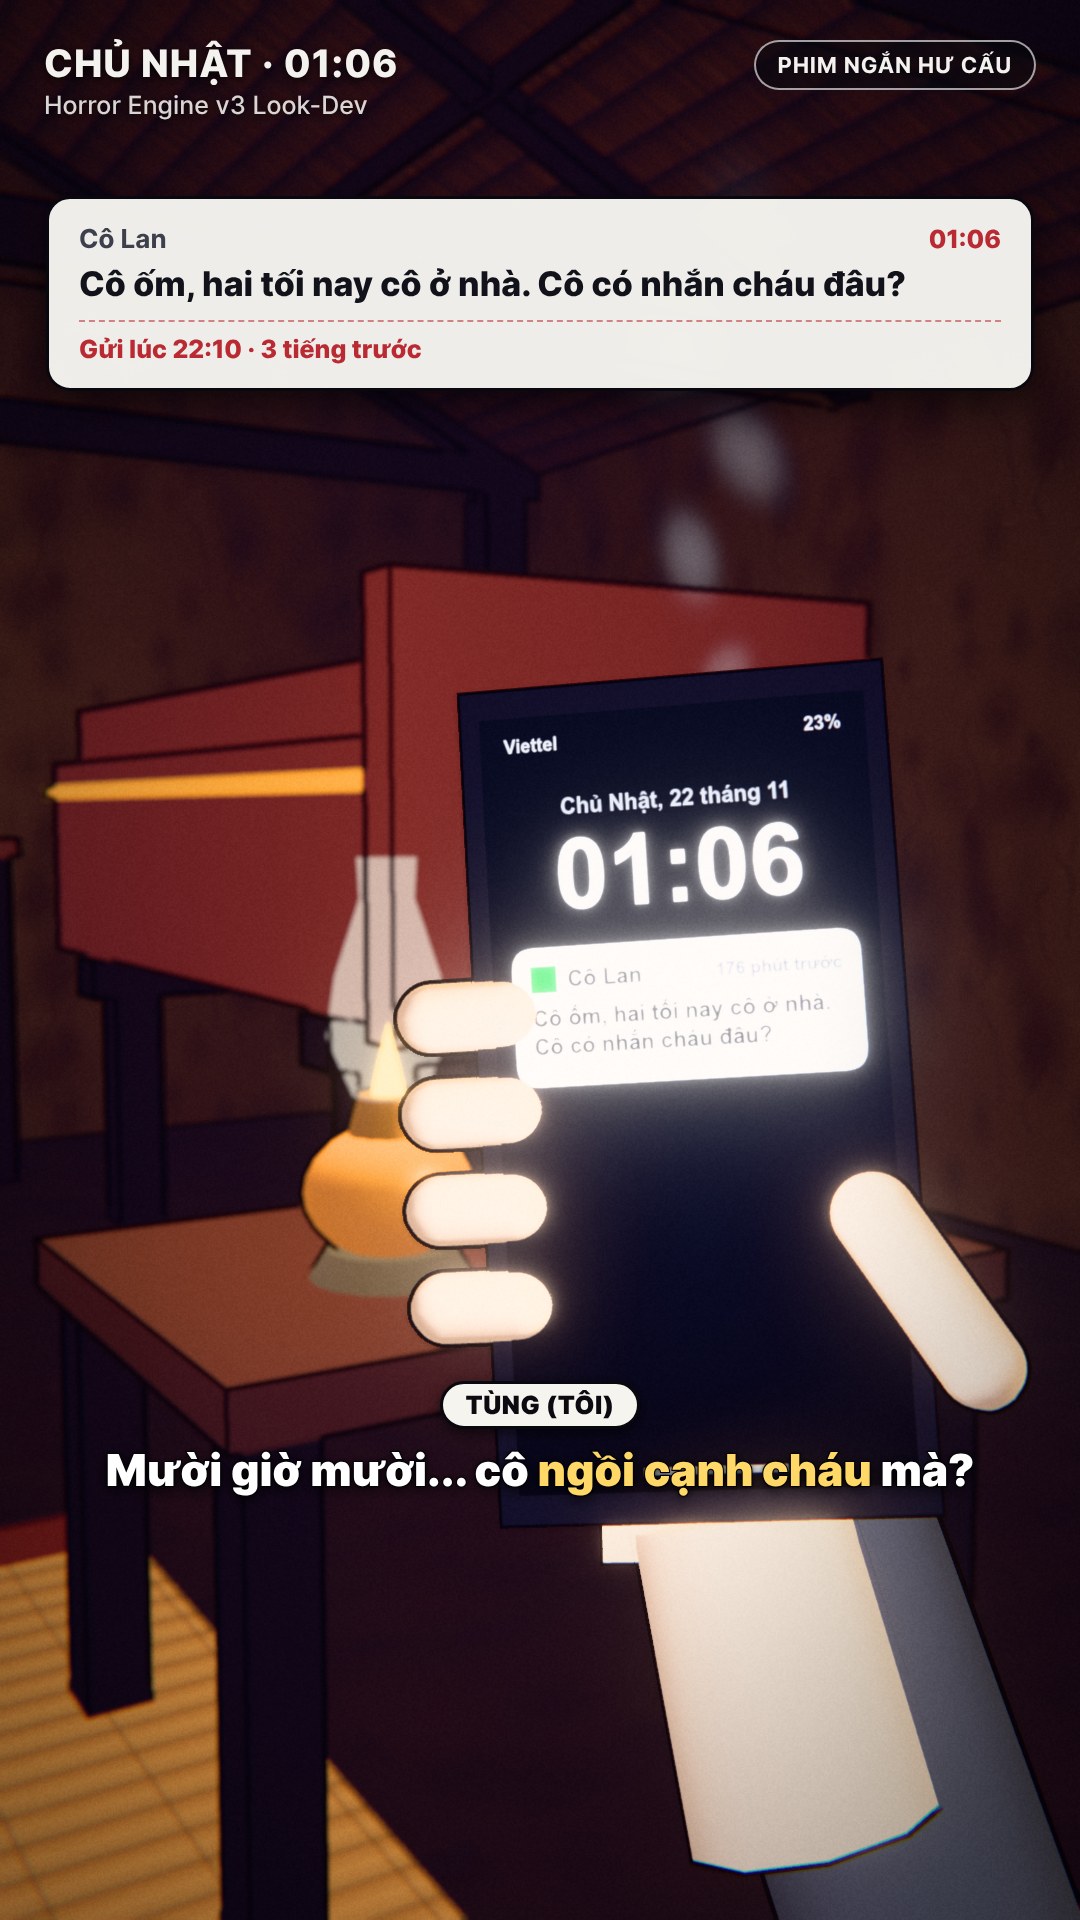 CHỦ NHẬT · 01:06
PHIM NGẮN HƯ CẤU
Horror Engine v3 Look-Dev
Cô Lan
01:06
Cô ốm, hai tối nay cô ở nhà. Cô có nhắn cháu đâu?
Gửi lúc 22:10 · 3 tiếng trước
Viettel
23%
Chủ Nhật, 22 tháng 11
01:06
Cô Lan
176 phút trước
Cô ốm, hai tối nay cô ở nhà.
Cô có nhắn cháu đâu?
TÙNG (TÔI)
Mười giờ mười... cô ngồi cạnh cháu mà?